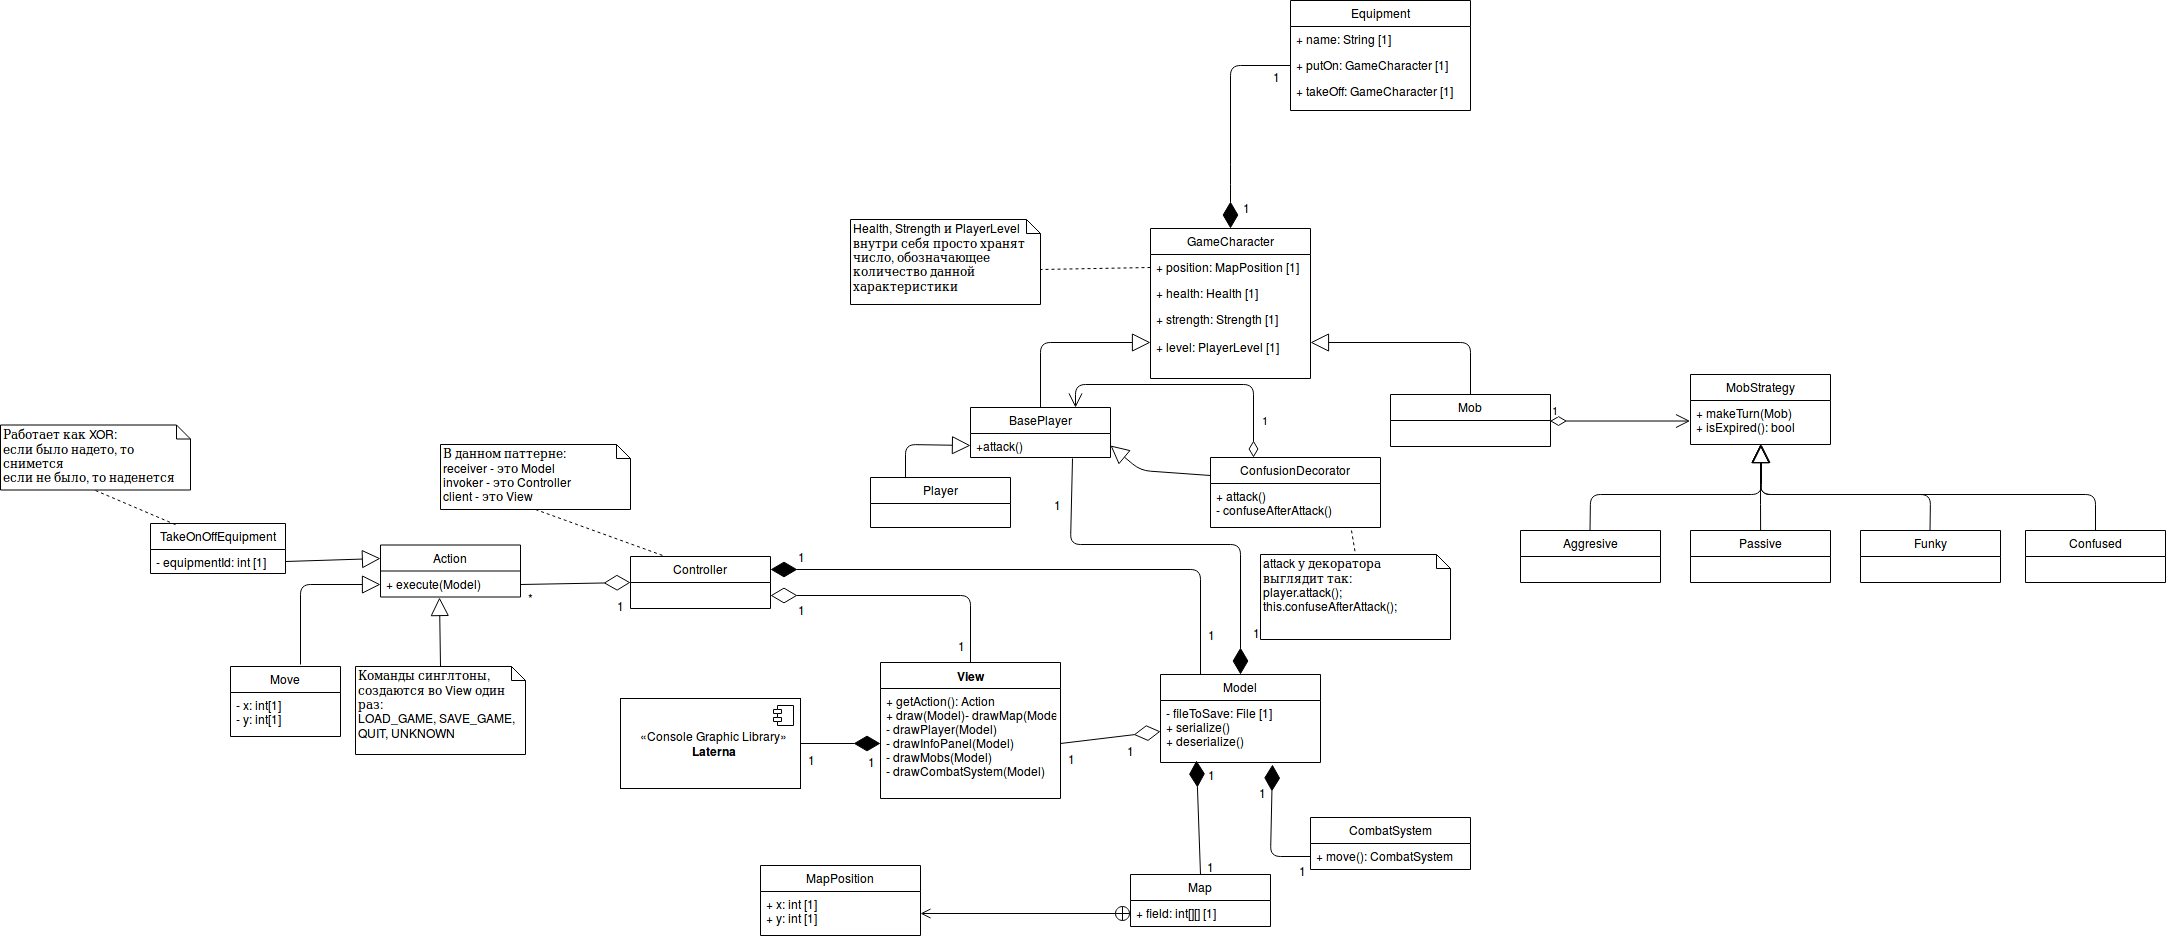 Equipment
+ name: String [1]
+ putOn: GameCharacter [1]
+ takeOff: GameCharacter [1]
1
1
Health, Strength и PlayerLevel
внутри себя просто хранят
число, обозначающее
количество данной
характеристики
GameCharacter
+ position: MapPosition [1]
+ health: Health [1]
+ strength: Strength [1]
+ level: PlayerLevel [1]
BasePlayer
+attack()
1
Mob
1
MobStrategy
+ makeTurn(Mob)
+ isExpired(): bool
Работает как XOR:
если было надето, то
снимется
если не было, то наденется
В данном паттерне:
receiver - это Model
invoker - это Controller
client - это View
Player
ConfusionDecorator
+ attack()
- confuseAfterAttack()
1
Aggresive
Passive
Funky
Confused
TakeOnOffEquipment
- equipmentId: int [1]
Action
+ execute(Model)
*
1
Controller
1
1
attack у декоратора
выглядит так:
player.attack();
this.confuseAfterAttack();
1
1
1
Move
- x: int[1]
- y: int[1]
Команды синглтоны,
создаются во View один
раз:
LOAD_GAME, SAVE_GAME,
QUIT, UNKNOWN
«Console Graphic Library»
Laterna
1
1
View
+ getAction(): Action
+ draw(Model)- drawMap(Mode
- drawPlayer(Model)
- drawInfoPanel(Model)
- drawMobs(Model)
- drawCombatSystem(Model)
1
1
Model
- fileToSave: File [1]
+ serialize()
+ deserialize()
1
1
CombatSystem
+ move(): CombatSystem
1
1
MapPosition
+ x: int [1]
+ y: int [1]
Map
+ field: int[][] [1]